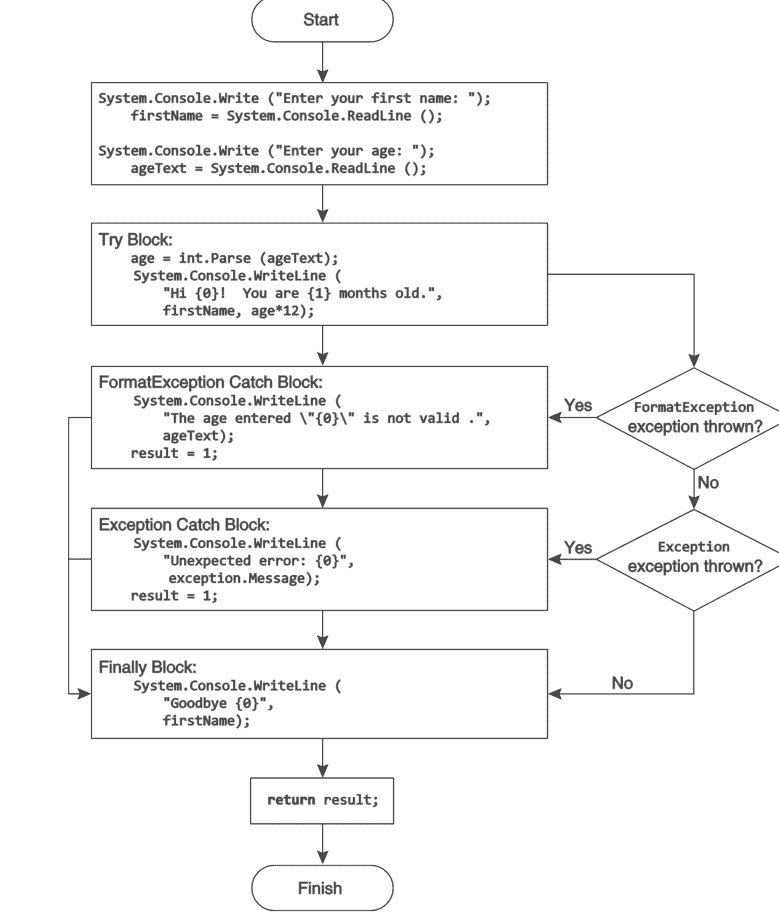 Start
System.Console.Write ("Enter your first name: ");
firstName = System.Console.ReadLine ();
System.Console.Write ("Enter your age: ");
ageText = System.Console.ReadLine ();
Try Block:
age = int.Parse (ageText);
System.Console.WriteLine (
"Hi {0}!  You are {1} months old.",
firstName, age*12);
FormatException Catch Block:
System.Console.WriteLine (
"The age entered \"{0}\" is not valid .",
ageText);
result = 1;
Yes
FormatException
exception thrown?
No
Exception Catch Block:
System.Console.WriteLine (
"Unexpected error: {0}",
exception.Message);
result = 1;
Yes
Exception
exception thrown?
Finally Block:
System.Console.WriteLine (
"Goodbye {0}",
firstName);
No
return result;
Finish